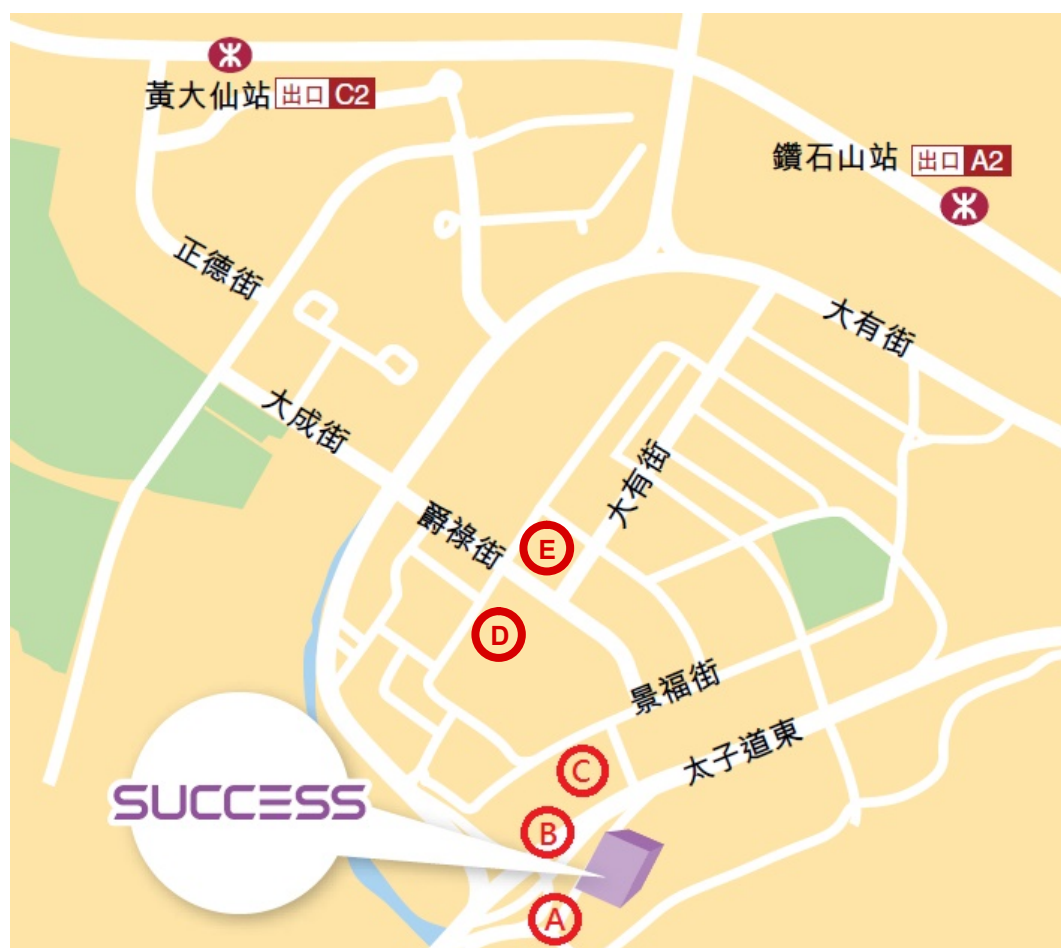 黃大仙站 出口 C2
鑽石山站 出口 A2
正德街
大有街
大成街
大有街
爵祿街
E
D
景福街
太子道東
C
SUCCESS
B
A